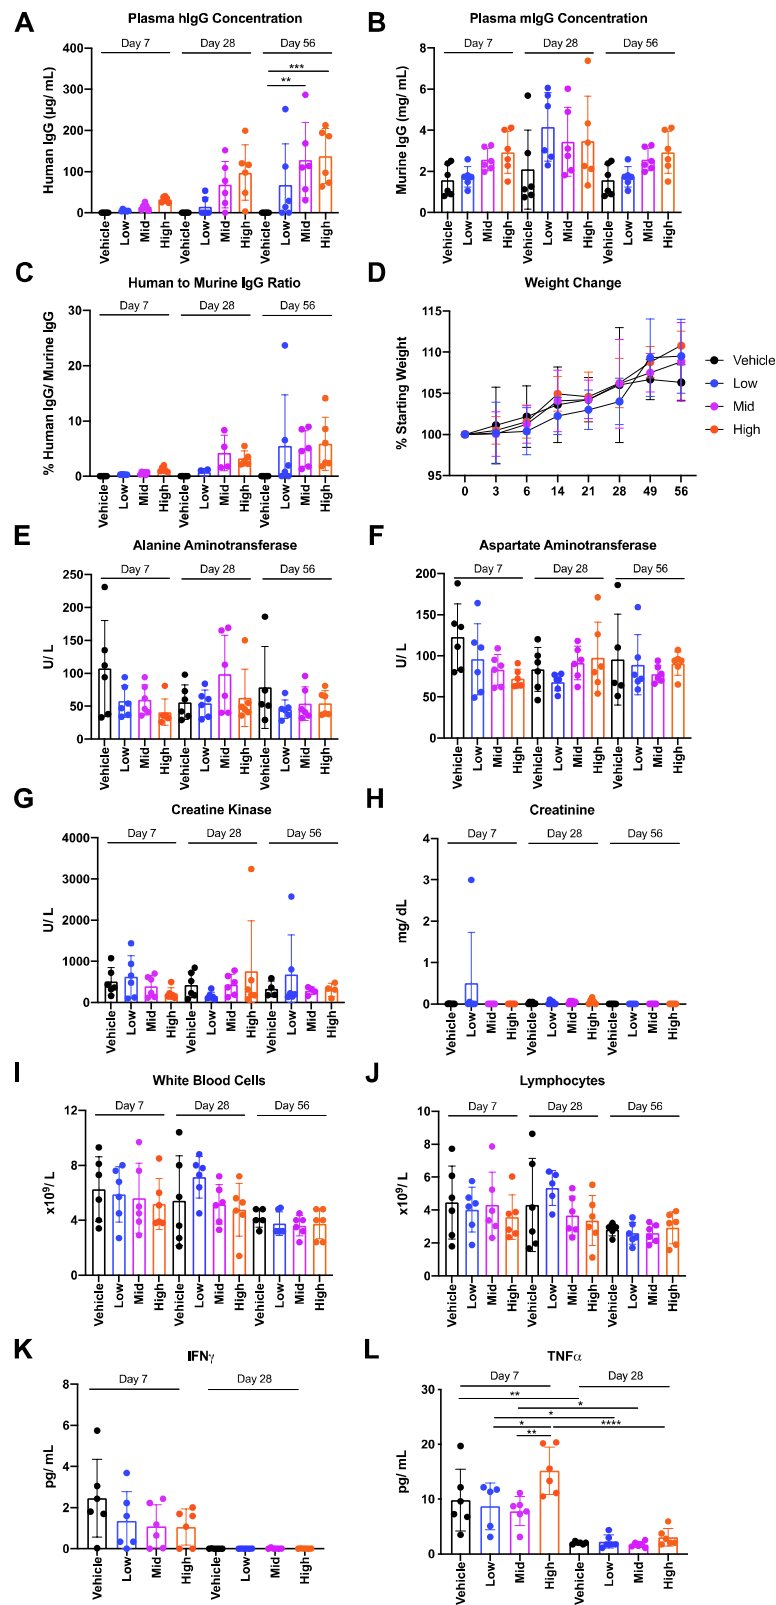 A
Plasma hIgG Concentration
Day 7 Day 28 Day 56
Human IgG (µg/ mL)
400
300
200
100
0
***
**
Vehicle Low Mid High Vehicle Low Mid High Vehicle Low Mid High
B
Plasma mIgG Concentration
Day 7 Day 28 Day 56
Murine IgG (mg/ mL)
8
6
4
2
0
Vehicle Low Mid High Vehicle Low Mid High Vehicle Low Mid High
C
Human to Murine IgG Ratio
Day 7 Day 28 Day 56
% Human IgG/ Murine IgG
30
20
10
0
Vehicle Low Mid High Vehicle Low Mid High Vehicle Low Mid High
D
Weight Change
% Starting Weight
115
110
105
100
95
0 3 6 14 21 28 49 56
Vehicle
Low
Mid
High
E
Alanine Aminotransferase
Day 7 Day 28 Day 56
U/ L
250
200
150
100
50
0
Vehicle Low Mid High Vehicle Low Mid High Vehicle Low Mid High
F
Aspartate Aminotransferase
Day 7 Day 28 Day 56
U/ L
200
150
100
50
0
Vehicle Low Mid High Vehicle Low Mid High Vehicle Low Mid High
G
Creatine Kinase
Day 7 Day 28 Day 56
U/ L
4000
3000
2000
1000
0
Vehicle Low Mid High Vehicle Low Mid High Vehicle Low Mid High
H
Creatinine
Day 7 Day 28 Day 56
mg/ dL
4
3
2
1
0
Vehicle Low Mid High Vehicle Low Mid High Vehicle Low Mid High
I
White Blood Cells
Day 7 Day 28 Day 56
x10⁹/ L
12
8
4
0
Vehicle Low Mid High Vehicle Low Mid High Vehicle Low Mid High
J
Lymphocytes
Day 7 Day 28 Day 56
x10⁹/ L
10
8
6
4
2
0
Vehicle Low Mid High Vehicle Low Mid High Vehicle Low Mid High
K
IFNγ
Day 7 Day 28
pg/ mL
8
6
4
2
0
Vehicle Low Mid High Vehicle Low Mid High
L
TNFα
Day 7 Day 28
pg/ mL
30
20
10
0
**
*
*
* ****
**
Vehicle Low Mid High Vehicle Low Mid High